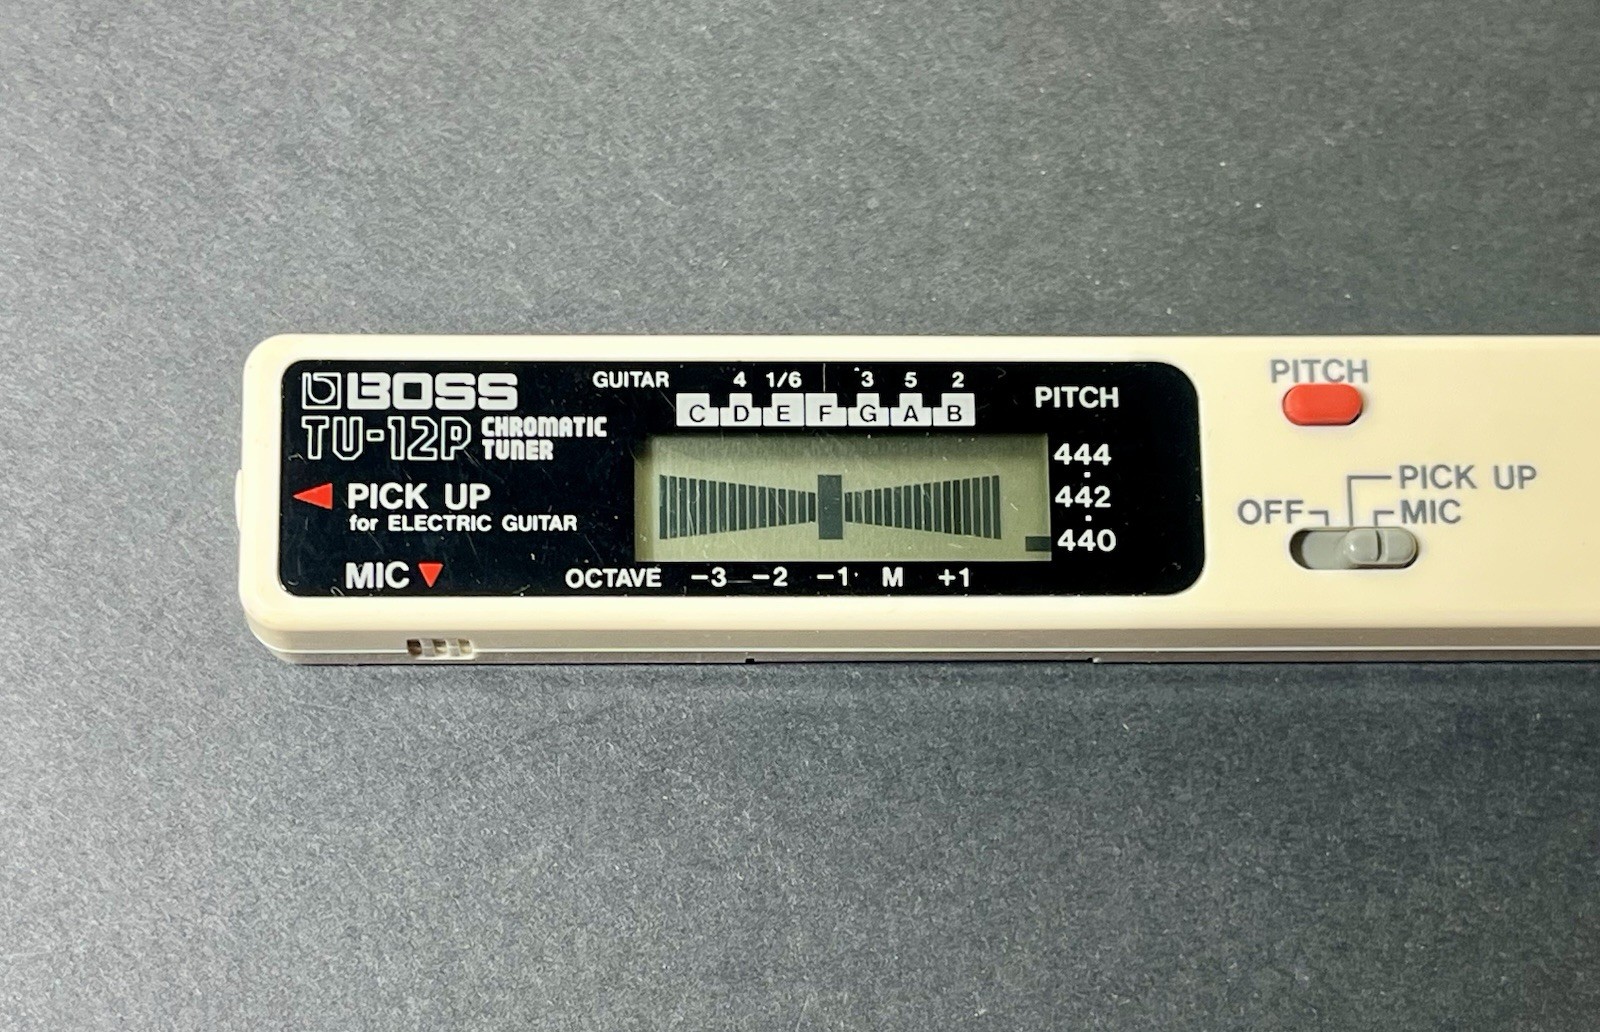 BOSS
TU-12P CHROMATIC TUNER
PICK UP
for ELECTRIC GUITAR
MIC
GUITAR 4 1/6 3 5 2
C D E F G A B
OCTAVE −3 −2 −1 M +1
PITCH
444
442
440
PITCH
PICK UP
OFF MIC